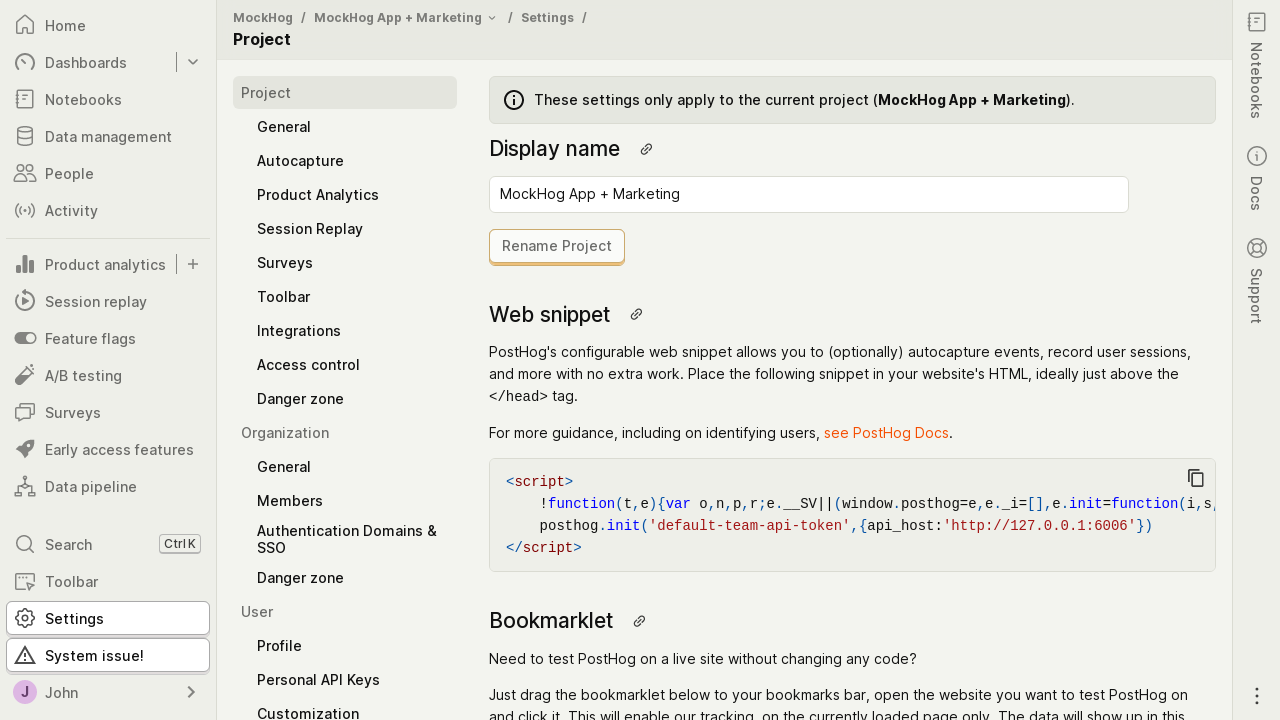 Home
Dashboards
Notebooks
Data management
People
Activity
Product analytics
Session replay
Feature flags
A/B testing
Surveys
Early access features
Data pipeline
Search
Ctrl K
Toolbar
Settings
System issue!
J
John
MockHog / MockHog App + Marketing / Settings /
Project
Project
General
Autocapture
Product Analytics
Session Replay
Surveys
Toolbar
Integrations
Access control
Danger zone
Organization
General
Members
Authentication Domains &
SSO
Danger zone
User
Profile
Personal API Keys
Customization
These settings only apply to the current project (MockHog App + Marketing).
Display name
MockHog App + Marketing
Rename Project
Web snippet
PostHog's configurable web snippet allows you to (optionally) autocapture events, record user sessions,
and more with no extra work. Place the following snippet in your website's HTML, ideally just above the
</head> tag.
For more guidance, including on identifying users, see PostHog Docs.
<script>
!function(t,e){var o,n,p,r;e.__SV||(window.posthog=e,e._i=[],e.init=function(i,s,
posthog.init('default-team-api-token',{api_host:'http://127.0.0.1:6006'})
</script>
Bookmarklet
Need to test PostHog on a live site without changing any code?
Just drag the bookmarklet below to your bookmarks bar, open the website you want to test PostHog on
and click it. This will enable our tracking, on the currently loaded page only. The data will show up in this
Notebooks
Docs
Support